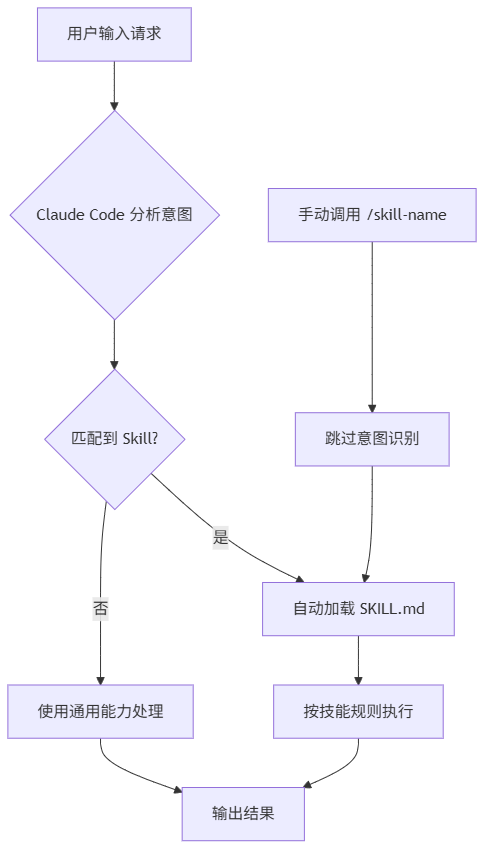 用户输入请求
Claude Code 分析意图
手动调用 /skill-name
匹配到 Skill?
跳过意图识别
是
否
自动加载 SKILL.md
使用通用能力处理
按技能规则执行
输出结果